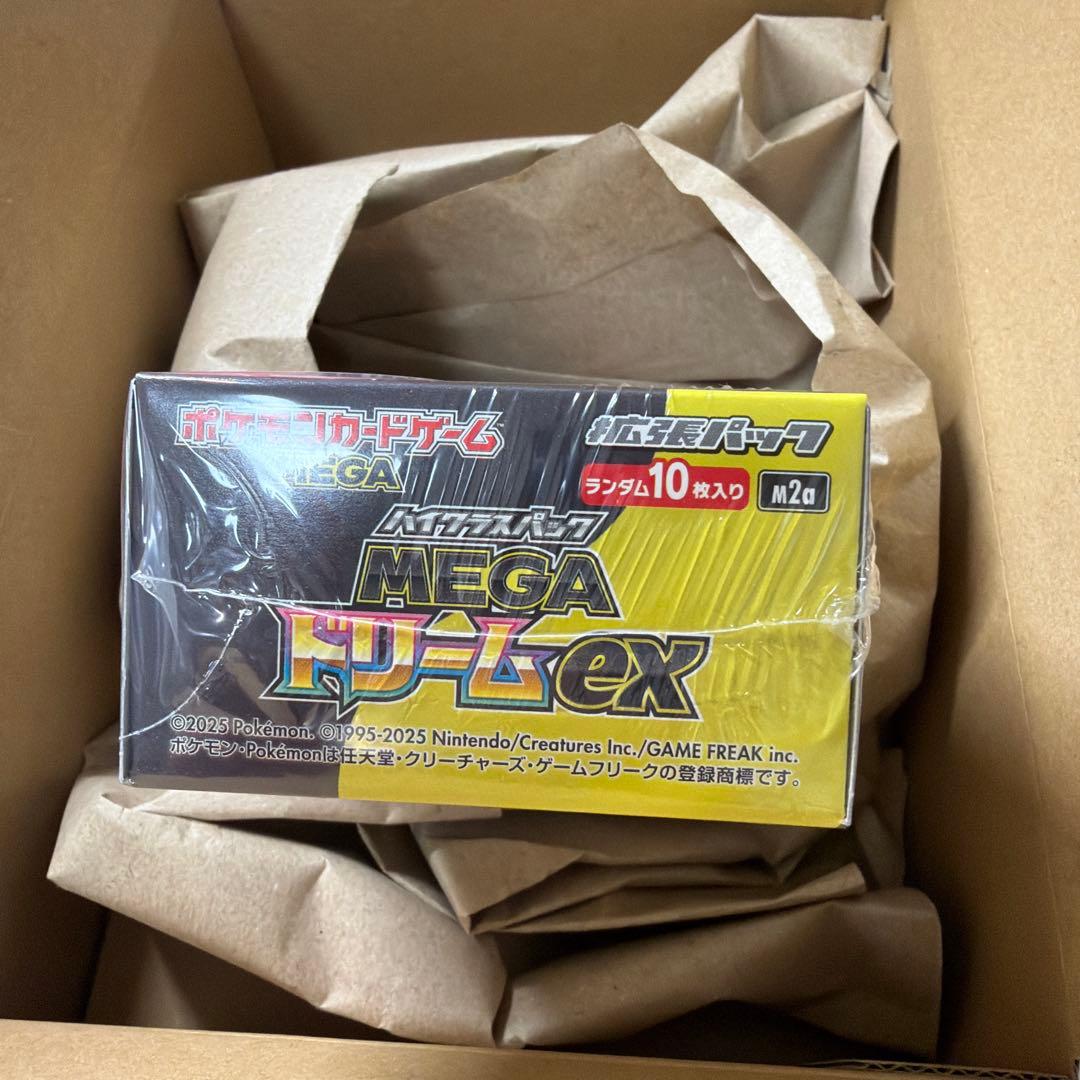 ポケモンカードゲーム
MEGA
拡張パック
ランダム10枚入り
M2a
ハイクラスパック
MEGA
ドリームex
©2025 Pokémon. ©1995-2025 Nintendo/Creatures Inc./GAME FREAK inc.
ポケモン・Pokémonは任天堂・クリーチャーズ・ゲームフリークの登録商標です。